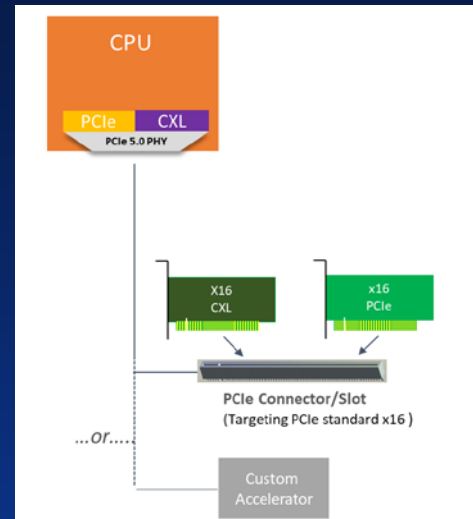 CPU
PCIe CXL
PCIe 5.0 PHY
X16
CXL
x16
PCIe
PCIe Connector/Slot
(Targeting PCIe standard x16 )
...or.....
Custom
Accelerator